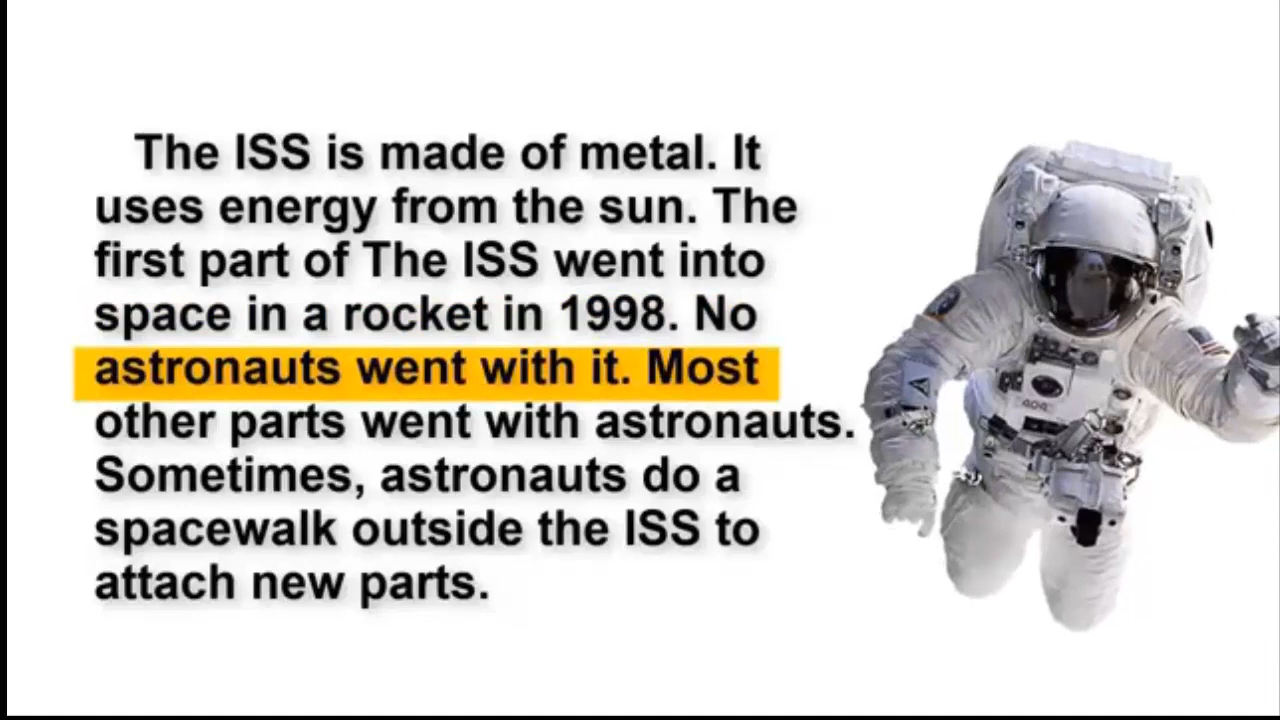 The ISS is made of metal. It
uses energy from the sun. The
first part of The ISS went into
space in a rocket in 1998. No
astronauts went with it. Most
other parts went with astronauts.
Sometimes, astronauts do a
spacewalk outside the ISS to
attach new parts.
404